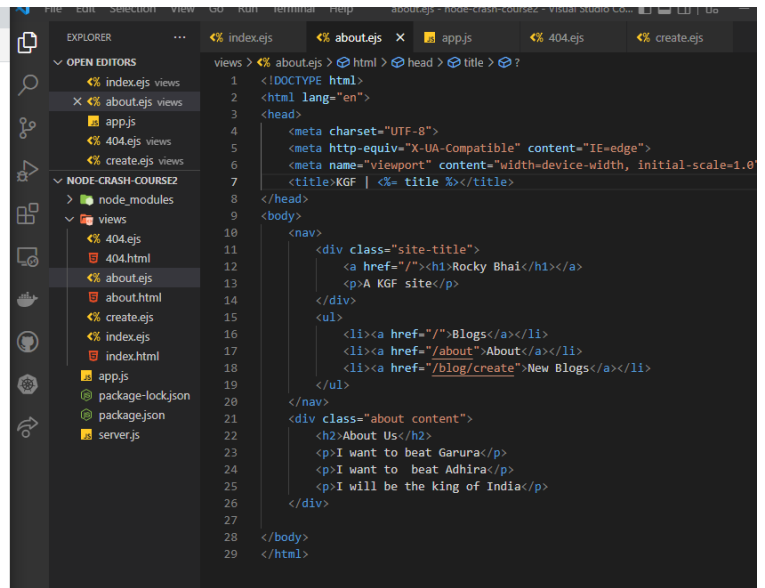 File Edit Selection View Go Run Terminal Help about.ejs - node-crash-course2 - Visual Studio Co...
EXPLORER ...
index.ejs about.ejs app.js 404.ejs create.ejs
OPEN EDITORS
index.ejs views
about.ejs views
app.js
404.ejs views
create.ejs views
NODE-CRASH-COURSE2
node_modules
views
404.ejs
404.html
about.ejs
about.html
create.ejs
index.ejs
index.html
app.js
package-lock.json
package.json
server.js
views > about.ejs > html > head > title > ?
1 <!DOCTYPE html>
2 <html lang="en">
3 <head>
4 <meta charset="UTF-8">
5 <meta http-equiv="X-UA-Compatible" content="IE=edge">
6 <meta name="viewport" content="width=device-width, initial-scale=1.0"
7 <title>KGF | <%= title %></title>
8 </head>
9 <body>
10 <nav>
11 <div class="site-title">
12 <a href="/"><h1>Rocky Bhai</h1></a>
13 <p>A KGF site</p>
14 </div>
15 <ul>
16 <li><a href="/">Blogs</a></li>
17 <li><a href="/about">About</a></li>
18 <li><a href="/blog/create">New Blogs</a></li>
19 </ul>
20 </nav>
21 <div class="about content">
22 <h2>About Us</h2>
23 <p>I want to beat Garura</p>
24 <p>I want to  beat Adhira</p>
25 <p>I will be the king of India</p>
26 </div>
27
28 </body>
29 </html>